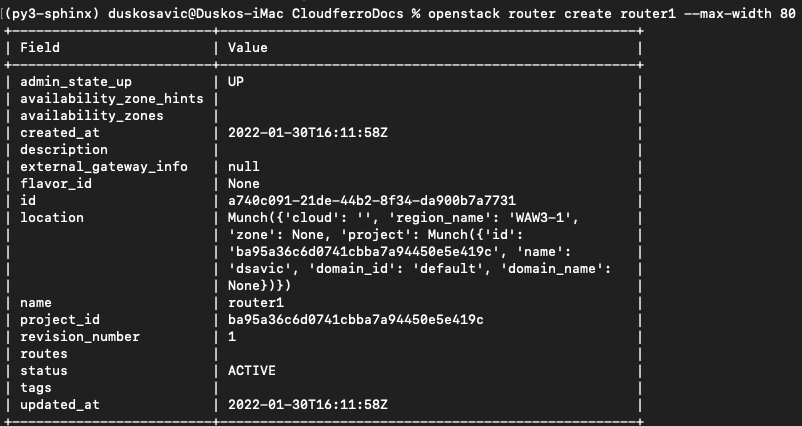 (py3-sphinx) duskosavic@Duskos-iMac CloudferroDocs % openstack router create router1 --max-width 80
+-------------------------+--------------------------------------------------+
| Field                   | Value                                            |
+-------------------------+--------------------------------------------------+
| admin_state_up          | UP                                               |
| availability_zone_hints |                                                  |
| availability_zones      |                                                  |
| created_at              | 2022-01-30T16:11:58Z                             |
| description             |                                                  |
| external_gateway_info   | null                                             |
| flavor_id               | None                                             |
| id                      | a740c091-21de-44b2-8f34-da900b7a7731             |
| location                | Munch({'cloud': '', 'region_name': 'WAW3-1',     |
|                         | 'zone': None, 'project': Munch({'id':            |
|                         | 'ba95a36c6d0741cbba7a94450e5e419c', 'name':      |
|                         | 'dsavic', 'domain_id': 'default', 'domain_name': |
|                         | None})})                                         |
| name                    | router1                                          |
| project_id              | ba95a36c6d0741cbba7a94450e5e419c                 |
| revision_number         | 1                                                |
| routes                  |                                                  |
| status                  | ACTIVE                                           |
| tags                    |                                                  |
| updated_at              | 2022-01-30T16:11:58Z                             |
+-------------------------+--------------------------------------------------+